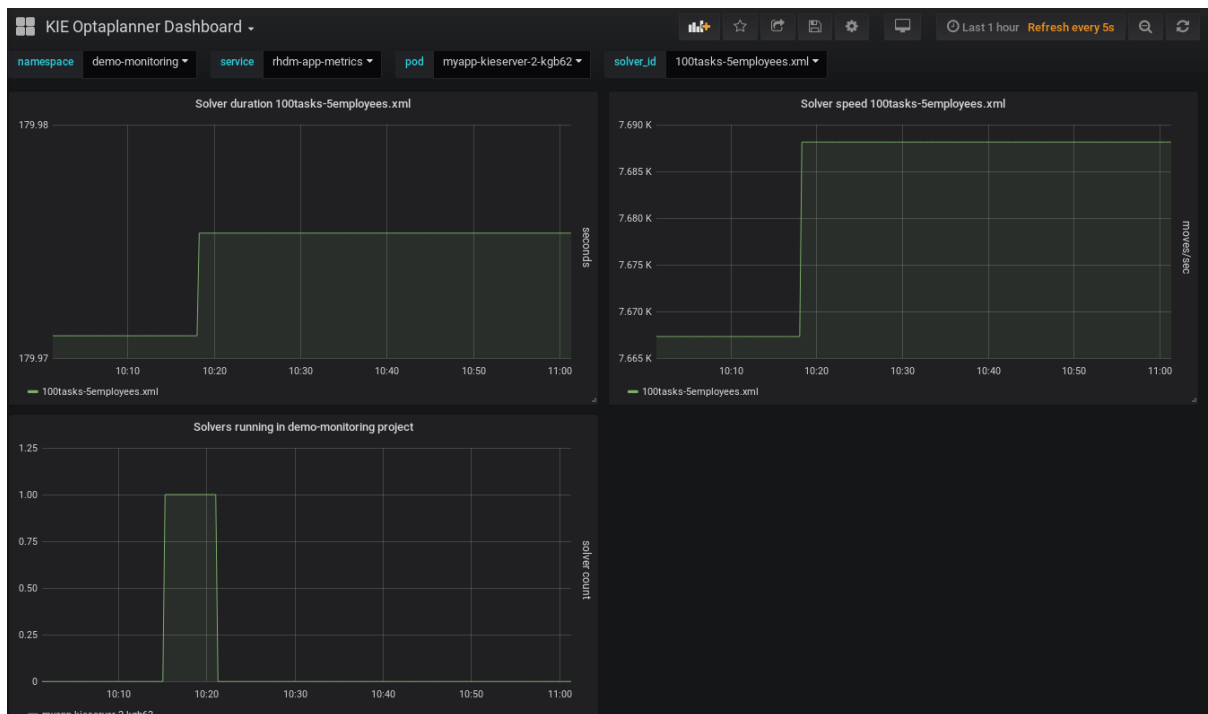 KIE Optaplanner Dashboard
Last 1 hour Refresh every 5s
namespace demo-monitoring service rhdm-app-metrics pod myapp-kieserver-2-kgb62 solver_id 100tasks-5employees.xml
Solver duration 100tasks-5employees.xml
179.98
179.97
seconds
10:10 10:20 10:30 10:40 10:50 11:00
100tasks-5employees.xml
Solver speed 100tasks-5employees.xml
7.690 K
7.685 K
7.680 K
7.675 K
7.670 K
7.665 K
moves/sec
10:10 10:20 10:30 10:40 10:50 11:00
100tasks-5employees.xml
Solvers running in demo-monitoring project
1.25
1.00
0.75
0.50
0.25
0
solver count
10:10 10:20 10:30 10:40 10:50 11:00
myapp-kieserver-2-kgb62